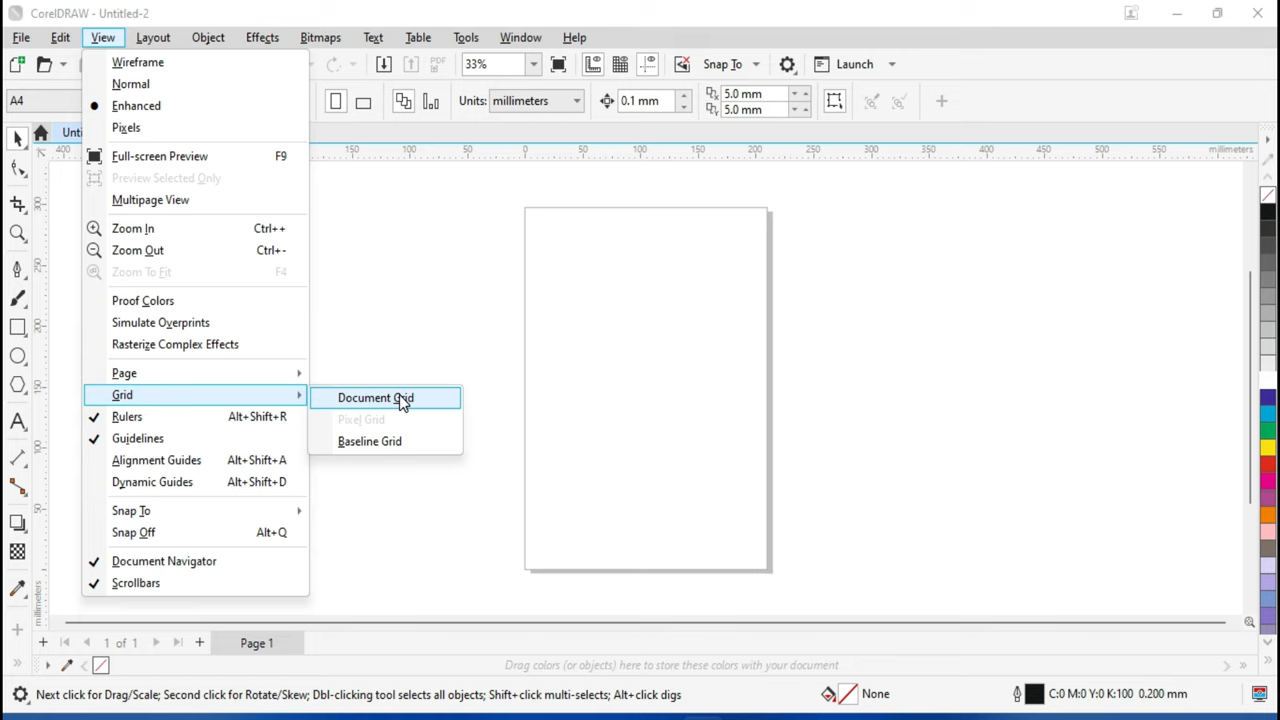 CorelDRAW - Untitled-2
File Edit View Layout Object Effects Bitmaps Text Table Tools Window Help
33% Snap To Launch
A4 Units: millimeters 0.1 mm 5.0 mm
5.0 mm
Wireframe
Normal
Enhanced
Pixels
Full-screen Preview F9
Preview Selected Only
Multipage View
Zoom In Ctrl++
Zoom Out Ctrl+-
Zoom To Fit F4
Proof Colors
Simulate Overprints
Rasterize Complex Effects
Page
Grid
Rulers Alt+Shift+R
Guidelines
Alignment Guides Alt+Shift+A
Dynamic Guides Alt+Shift+D
Snap To
Snap Off Alt+Q
Document Navigator
Scrollbars
Document Grid
Pixel Grid
Baseline Grid
400 150 100 50 0 50 100 150 200 250 300 350 400 450 500 550 millimeters
300
250
200
150
100
50
millimeters
1 of 1 Page 1
Drag colors (or objects) here to store these colors with your document
Next click for Drag/Scale; Second click for Rotate/Skew; Dbl-clicking tool selects all objects; Shift+click multi-selects; Alt+click digs None C:0 M:0 Y:0 K:100 0.200 mm